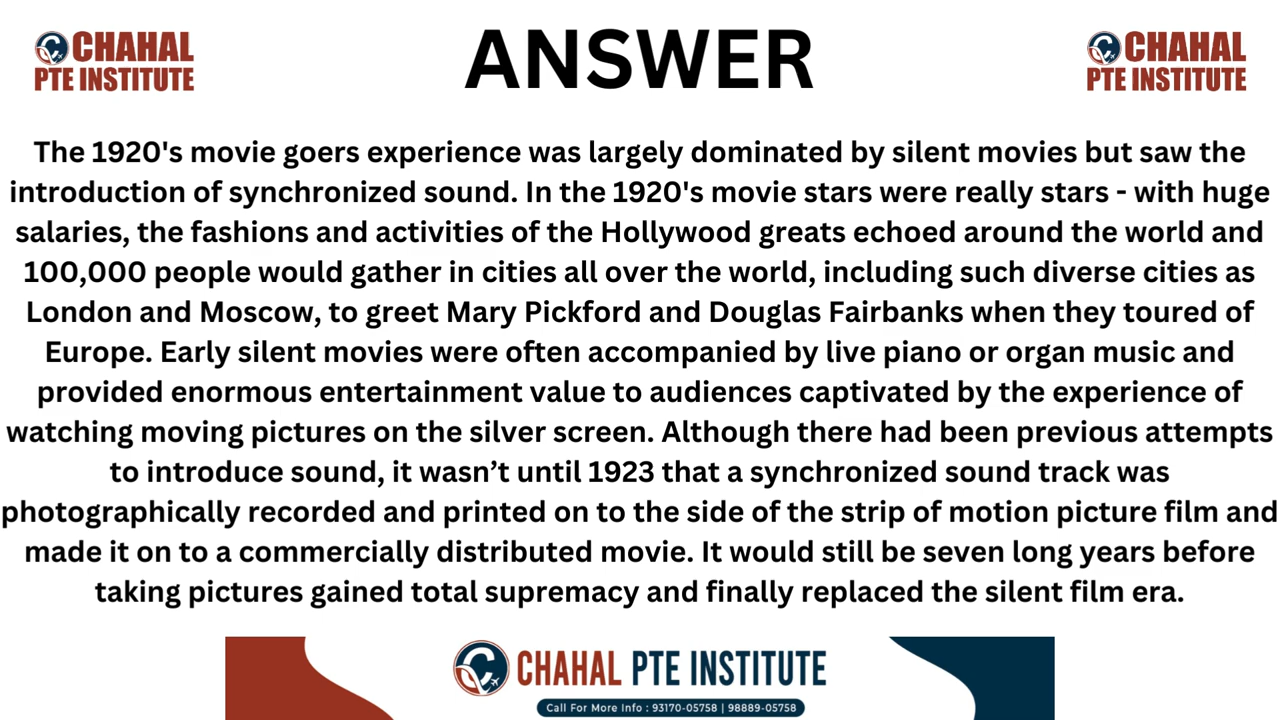 CHAHAL
PTE INSTITUTE
ANSWER
CHAHAL
PTE INSTITUTE
The 1920's movie goers experience was largely dominated by silent movies but saw the
introduction of synchronized sound. In the 1920's movie stars were really stars - with huge
salaries, the fashions and activities of the Hollywood greats echoed around the world and
100,000 people would gather in cities all over the world, including such diverse cities as
London and Moscow, to greet Mary Pickford and Douglas Fairbanks when they toured of
Europe. Early silent movies were often accompanied by live piano or organ music and
provided enormous entertainment value to audiences captivated by the experience of
watching moving pictures on the silver screen. Although there had been previous attempts
to introduce sound, it wasn’t until 1923 that a synchronized sound track was
photographically recorded and printed on to the side of the strip of motion picture film and
made it on to a commercially distributed movie. It would still be seven long years before
taking pictures gained total supremacy and finally replaced the silent film era.
CHAHAL PTE INSTITUTE
Call For More Info : 93170-05758 | 98889-05758